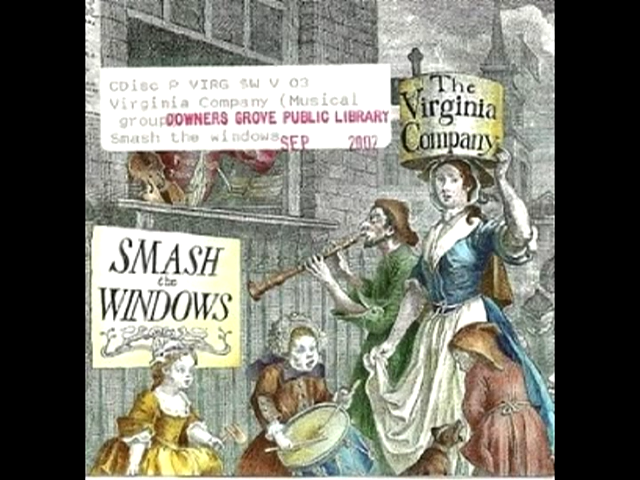 CDisc P VIRG SW V 03
Virginia Company (Musical
group DOWNERS GROVE PUBLIC LIBRARY
Smash the windows SEP 2002
The
Virginia
Company
SMASH
the
WINDOWS